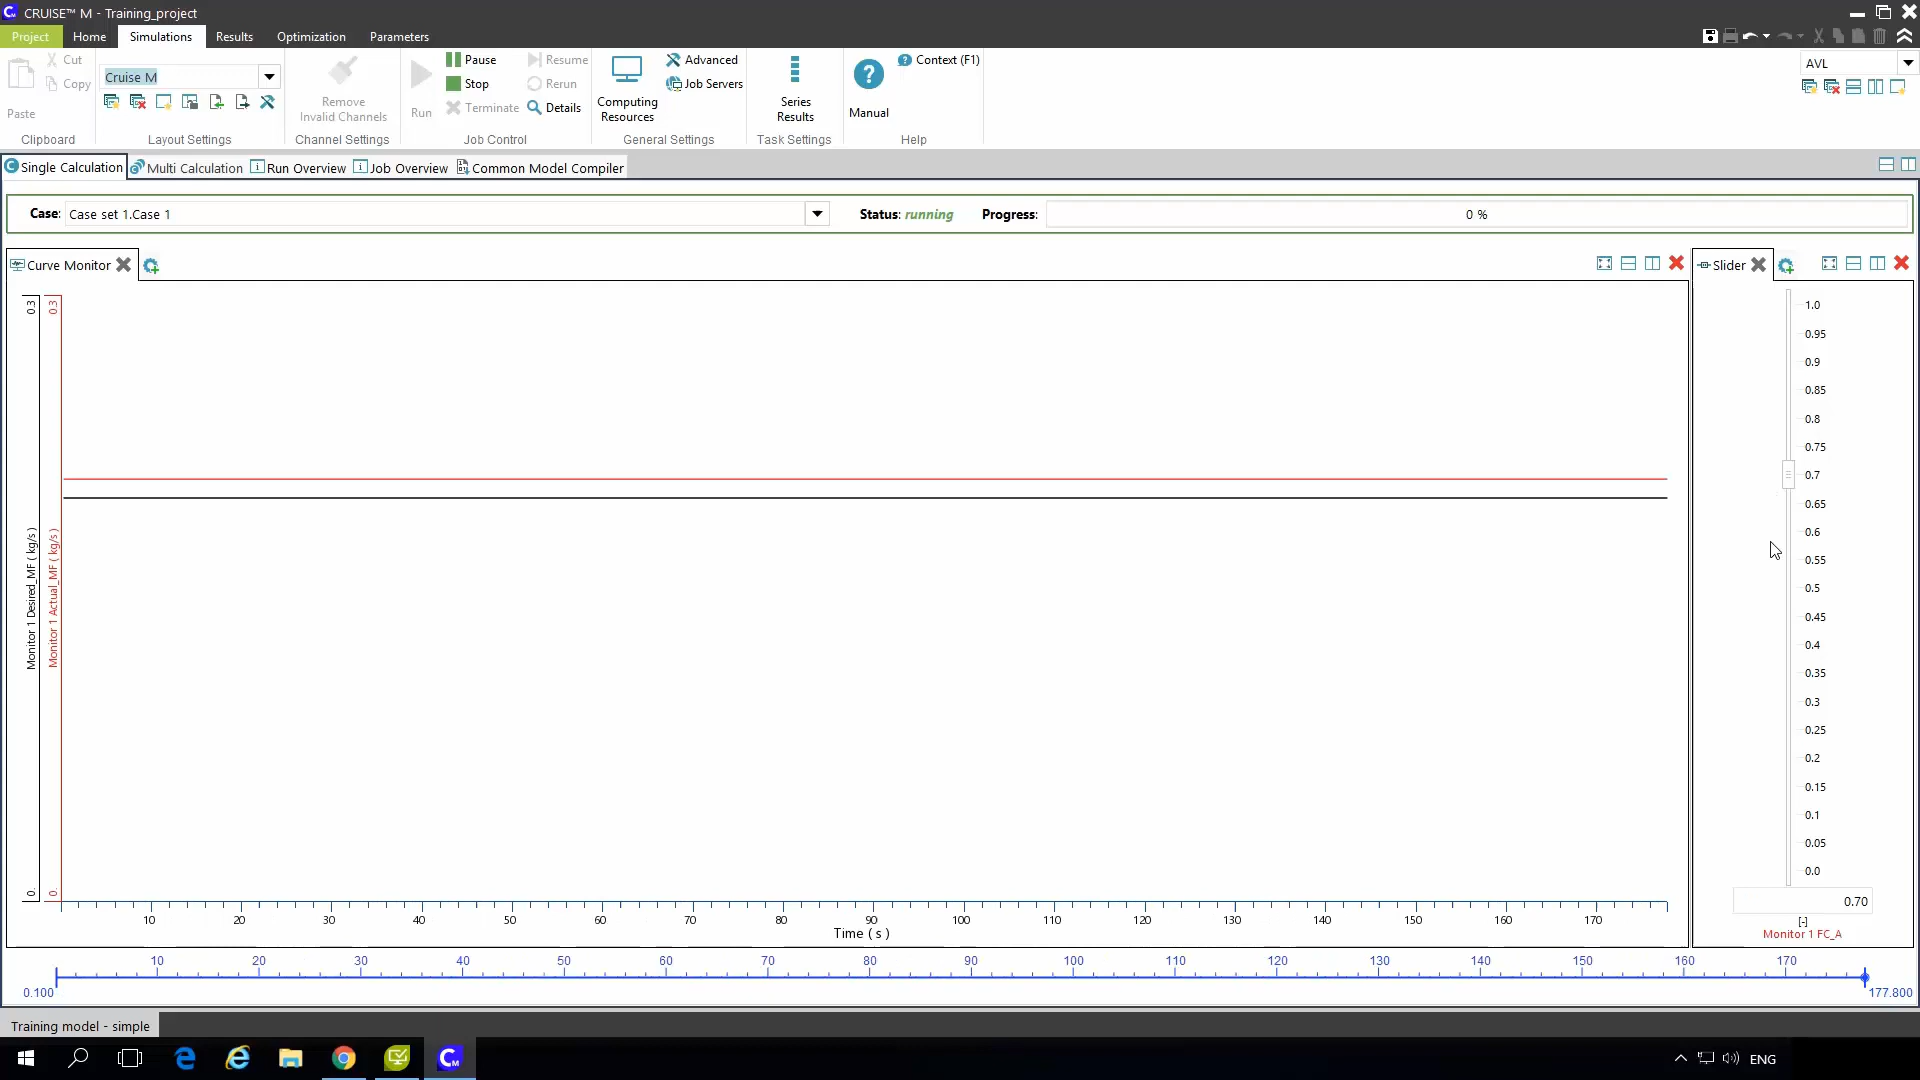 CRUISE™ M - Training_project
Project Home Simulations Results Optimization Parameters
Cut
Copy
Paste
Clipboard
Cruise M
Layout Settings
Remove
Invalid Channels
Channel Settings
Run
Pause
Stop
Terminate
Resume
Rerun
Details
Job Control
Computing
Resources
Advanced
Job Servers
General Settings
Series
Results
Task Settings
Manual
Context (F1)
Help
AVL
Single Calculation Multi Calculation Run Overview Job Overview Common Model Compiler
Case: Case set 1.Case 1 Status: running Progress: 0 %
Curve Monitor
Slider
0.3
0.3
Monitor 1 Desired_MF ( kg/s )
Monitor 1 Actual_MF ( kg/s )
0.
0.
10 20 30 40 50 60 70 80 90 100 110 120 130 140 150 160 170
Time ( s )
1.0
0.95
0.9
0.85
0.8
0.75
0.7
0.65
0.6
0.55
0.5
0.45
0.4
0.35
0.3
0.25
0.2
0.15
0.1
0.05
0.0
0.70
[-]
Monitor 1 FC_A
10 20 30 40 50 60 70 80 90 100 110 120 130 140 150 160 170
0.100 177.800
Training model - simple
ENG